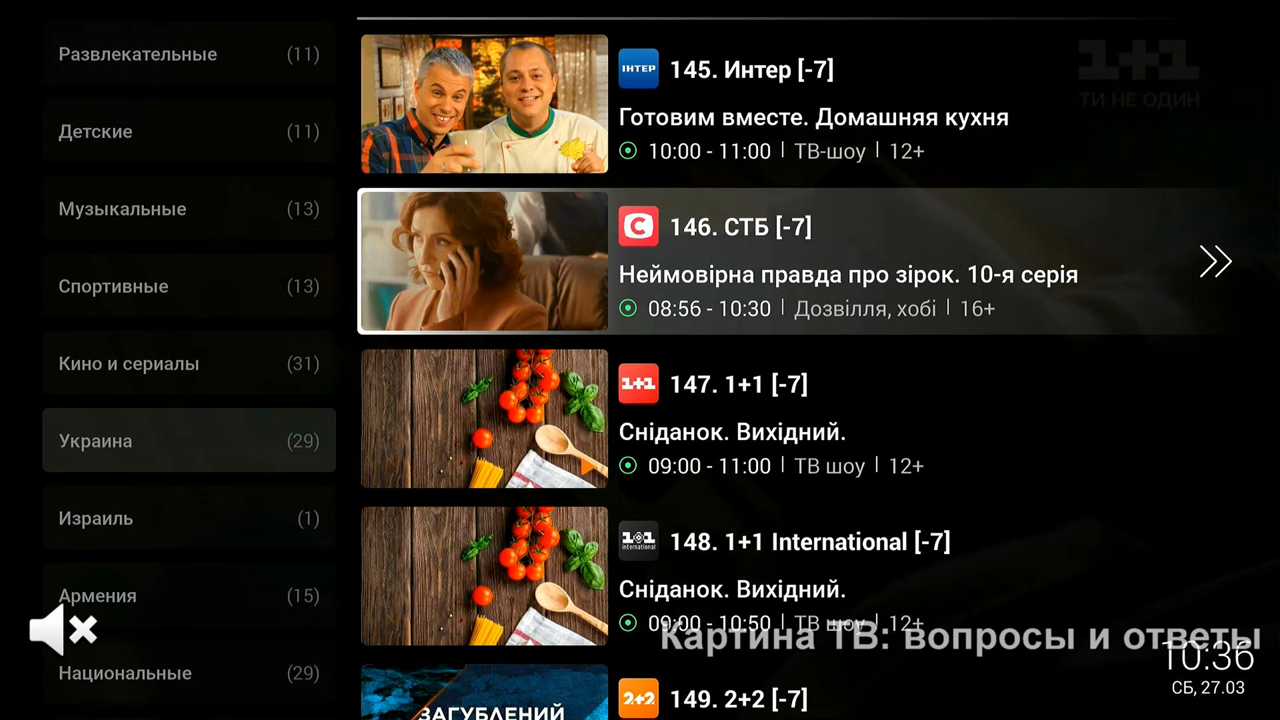 Развлекательные (11)
Детские (11)
Музыкальные (13)
Спортивные (13)
Кино и сериалы (31)
Украина (29)
Израиль (1)
Армения (15)
Национальные (29)
ІНТЕР 145. Интер [-7]
Готовим вместе. Домашняя кухня
10:00 - 11:00 | ТВ-шоу | 12+
С 146. СТБ [-7]
Неймовірна правда про зірок. 10-я серія
08:56 - 10:30 | Дозвілля, хобі | 16+
1+1 147. 1+1 [-7]
Сніданок. Вихідний.
09:00 - 11:00 | ТВ шоу | 12+
1+1 International 148. 1+1 International [-7]
Сніданок. Вихідний.
09:00 - 10:50 | ТВ шоу | 12+
ЗАГУБЛЕНИЙ
2+2 149. 2+2 [-7]
1+1
ТИ НЕ ОДИН
Картина ТВ: вопросы и ответы
10:36
СБ, 27.03